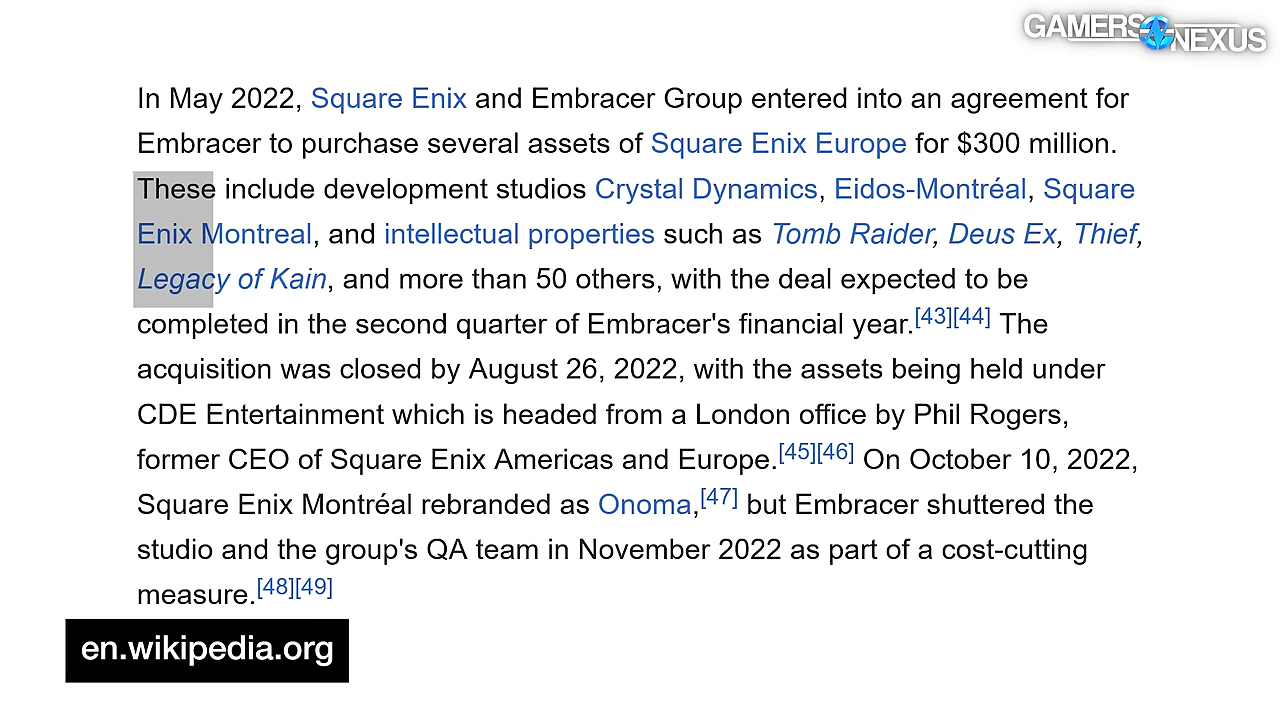 GAMERS NEXUS
In May 2022, Square Enix and Embracer Group entered into an agreement for
Embracer to purchase several assets of Square Enix Europe for $300 million.
These include development studios Crystal Dynamics, Eidos-Montréal, Square
Enix Montreal, and intellectual properties such as Tomb Raider, Deus Ex, Thief,
Legacy of Kain, and more than 50 others, with the deal expected to be
completed in the second quarter of Embracer's financial year.[43][44] The
acquisition was closed by August 26, 2022, with the assets being held under
CDE Entertainment which is headed from a London office by Phil Rogers,
former CEO of Square Enix Americas and Europe.[45][46] On October 10, 2022,
Square Enix Montréal rebranded as Onoma,[47] but Embracer shuttered the
studio and the group's QA team in November 2022 as part of a cost-cutting
measure.[48][49]
en.wikipedia.org